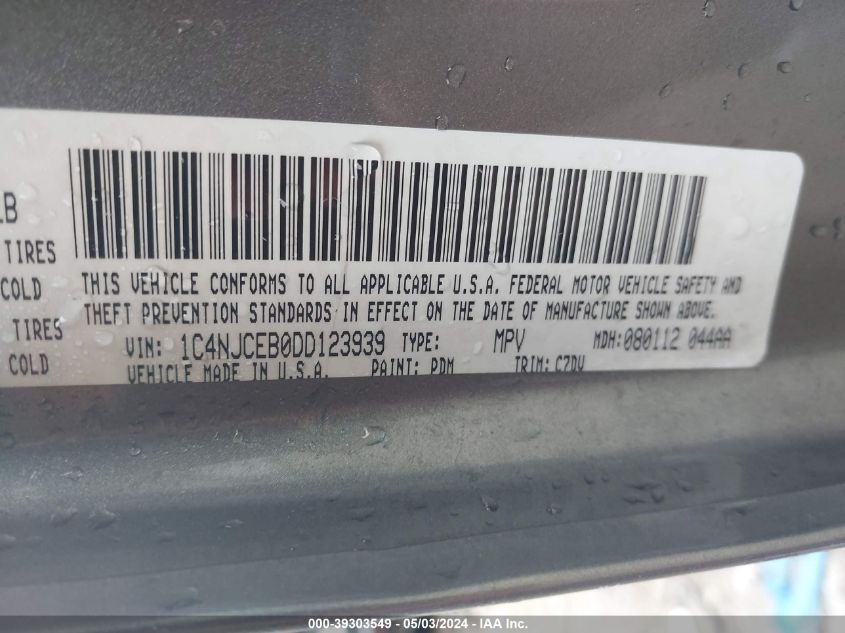 LB
TIRES
COLD
TIRES
COLD
THIS VEHICLE CONFORMS TO ALL APPLICABLE U.S.A. FEDERAL MOTOR VEHICLE SAFETY AND
THEFT PREVENTION STANDARDS IN EFFECT ON THE DATE OF MANUFACTURE SHOWN ABOVE.
VIN: 1C4NJCEB0DD123939 TYPE: MPV MDH:080112 044AA
VEHICLE MADE IN U.S.A. PAINT: PDM TRIM: C7DV
000-39303549 - 05/03/2024 - IAA Inc.